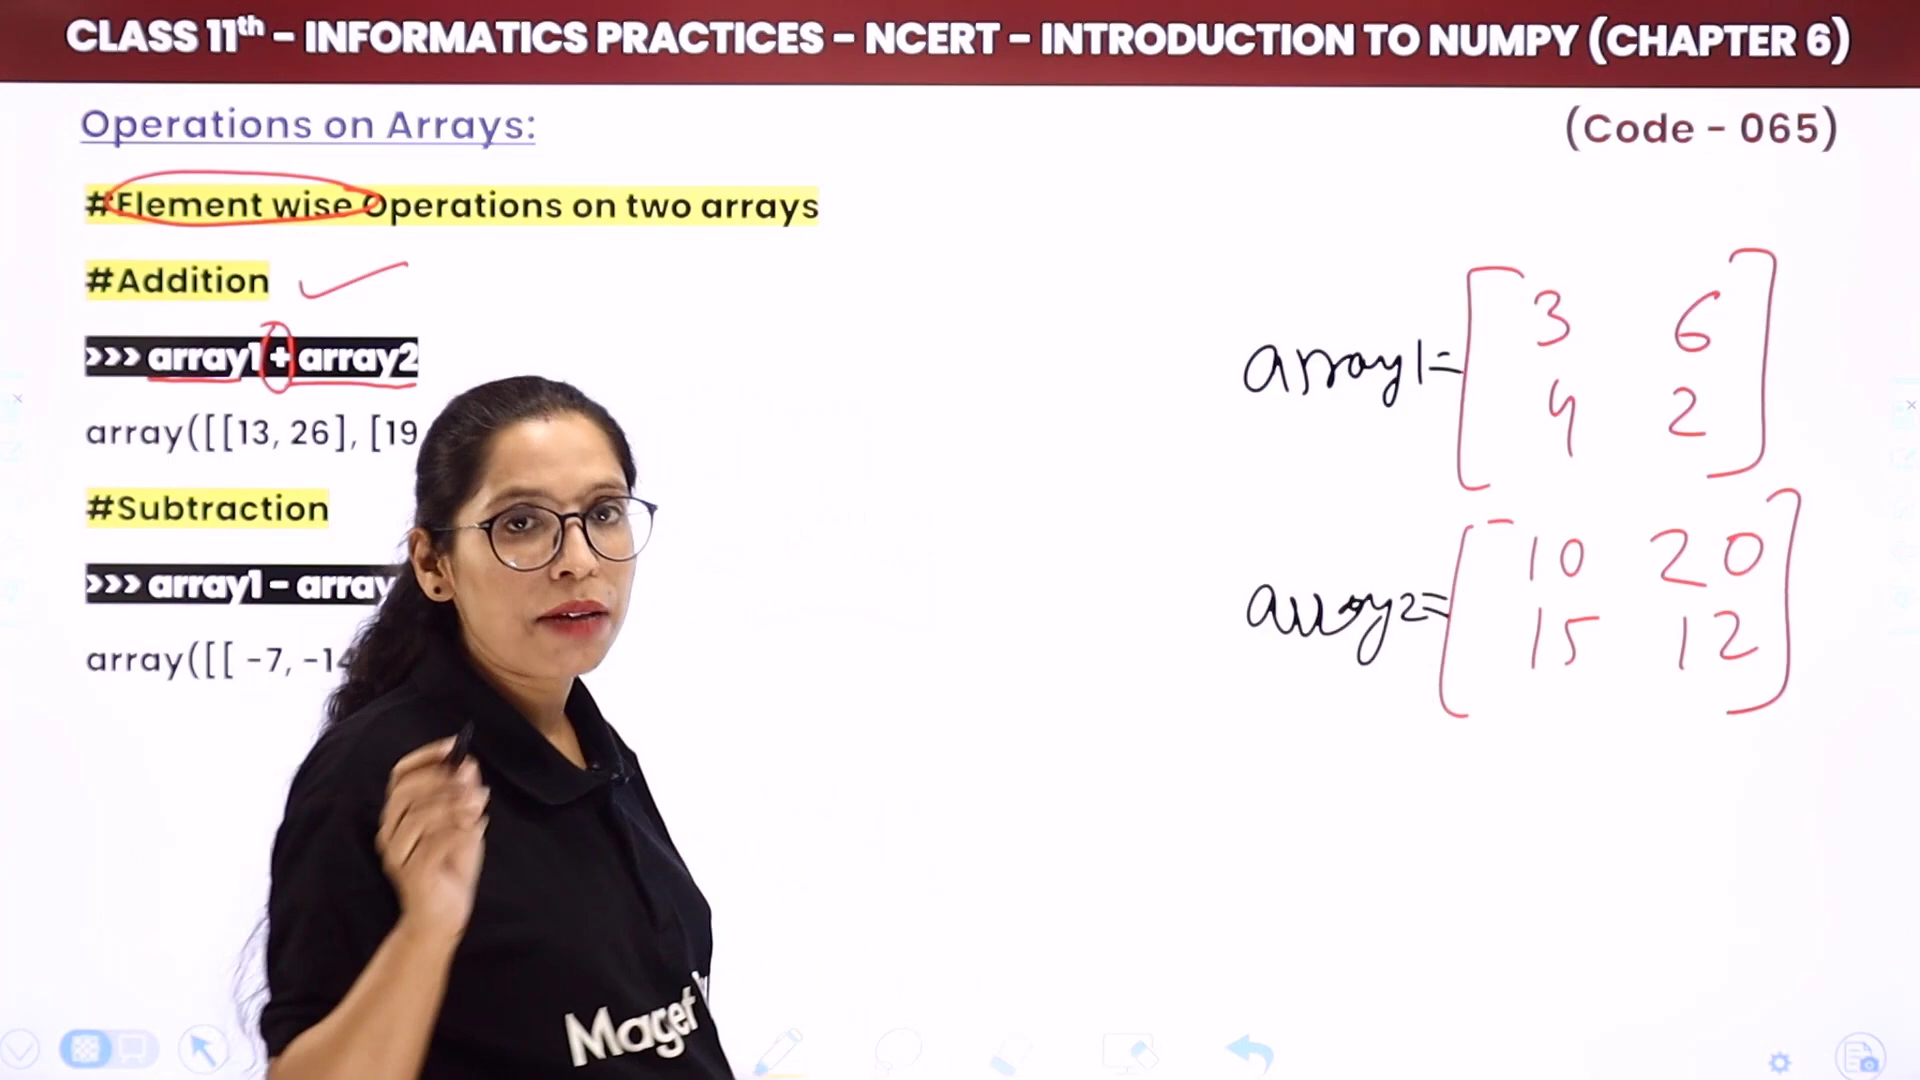 CLASS 11th - INFORMATICS PRACTICES - NCERT - INTRODUCTION TO NUMPY (CHAPTER 6)
Operations on Arrays:
(Code - 065)
#Element wise Operations on two arrays
#Addition
>>> array1 + array2
array([[13, 26], [19
#Subtraction
>>> array1 - array
array([[ -7, -14
array1=
3 6
4 2
array2=
10 20
15 12
Magnet